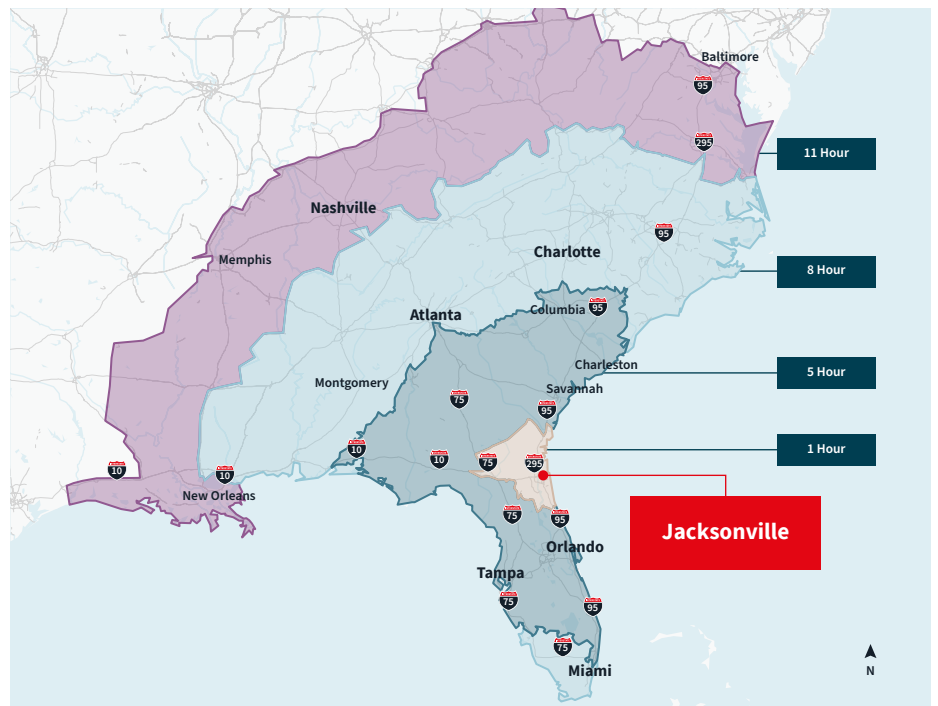 Baltimore
95
295
11 Hour
Nashville
95
Charlotte
Memphis
8 Hour
Columbia
95
Atlanta
Charleston
5 Hour
Montgomery
Savannah
75
95
10
10
75
295
1 Hour
10
10
New Orleans
75
95
Jacksonville
Orlando
Tampa
75
95
75
Miami
N